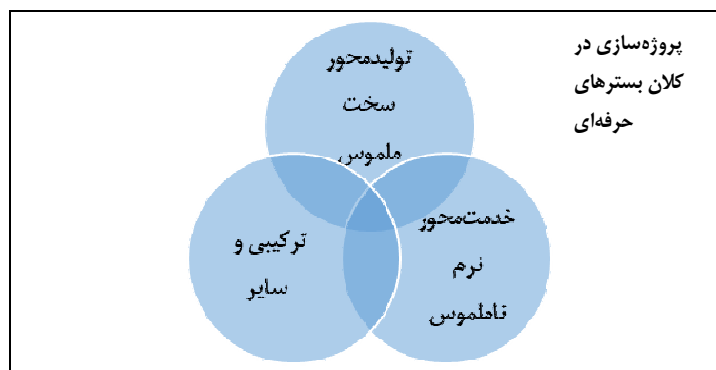 پروژه‌سازی در
کلان بسترهای
حرفه‌ای
تولیدمحور
سخت
ملموس
خدمت‌محور
نرم
ناملموس
ترکیبی و
سایر